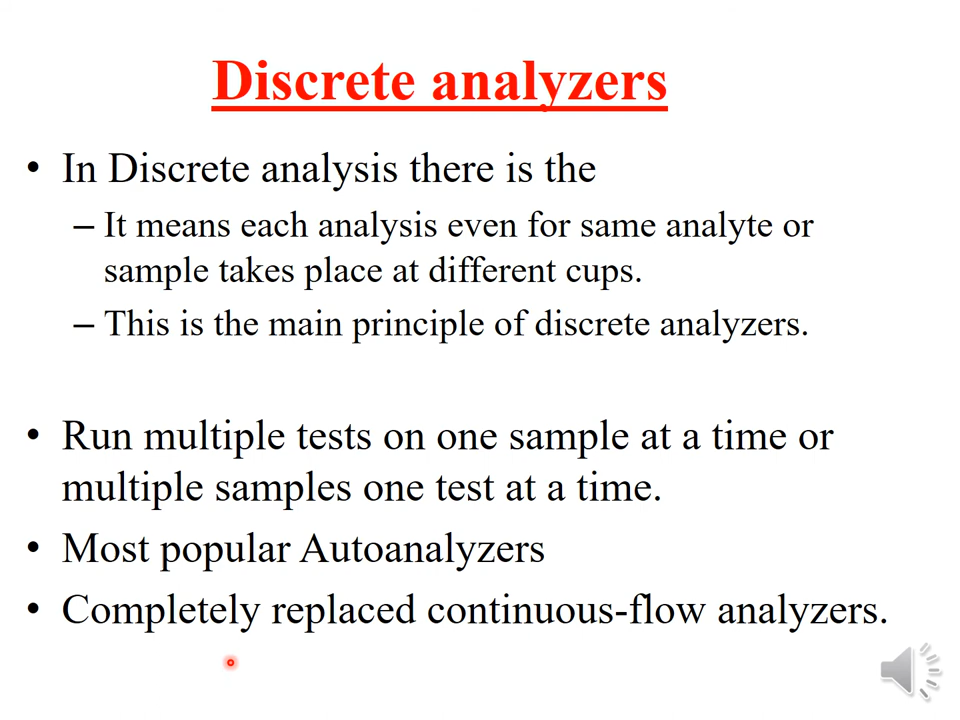 Discrete analyzers
• In Discrete analysis there is the
– It means each analysis even for same analyte or
sample takes place at different cups.
– This is the main principle of discrete analyzers.
• Run multiple tests on one sample at a time or
multiple samples one test at a time.
• Most popular Autoanalyzers
• Completely replaced continuous-flow analyzers.